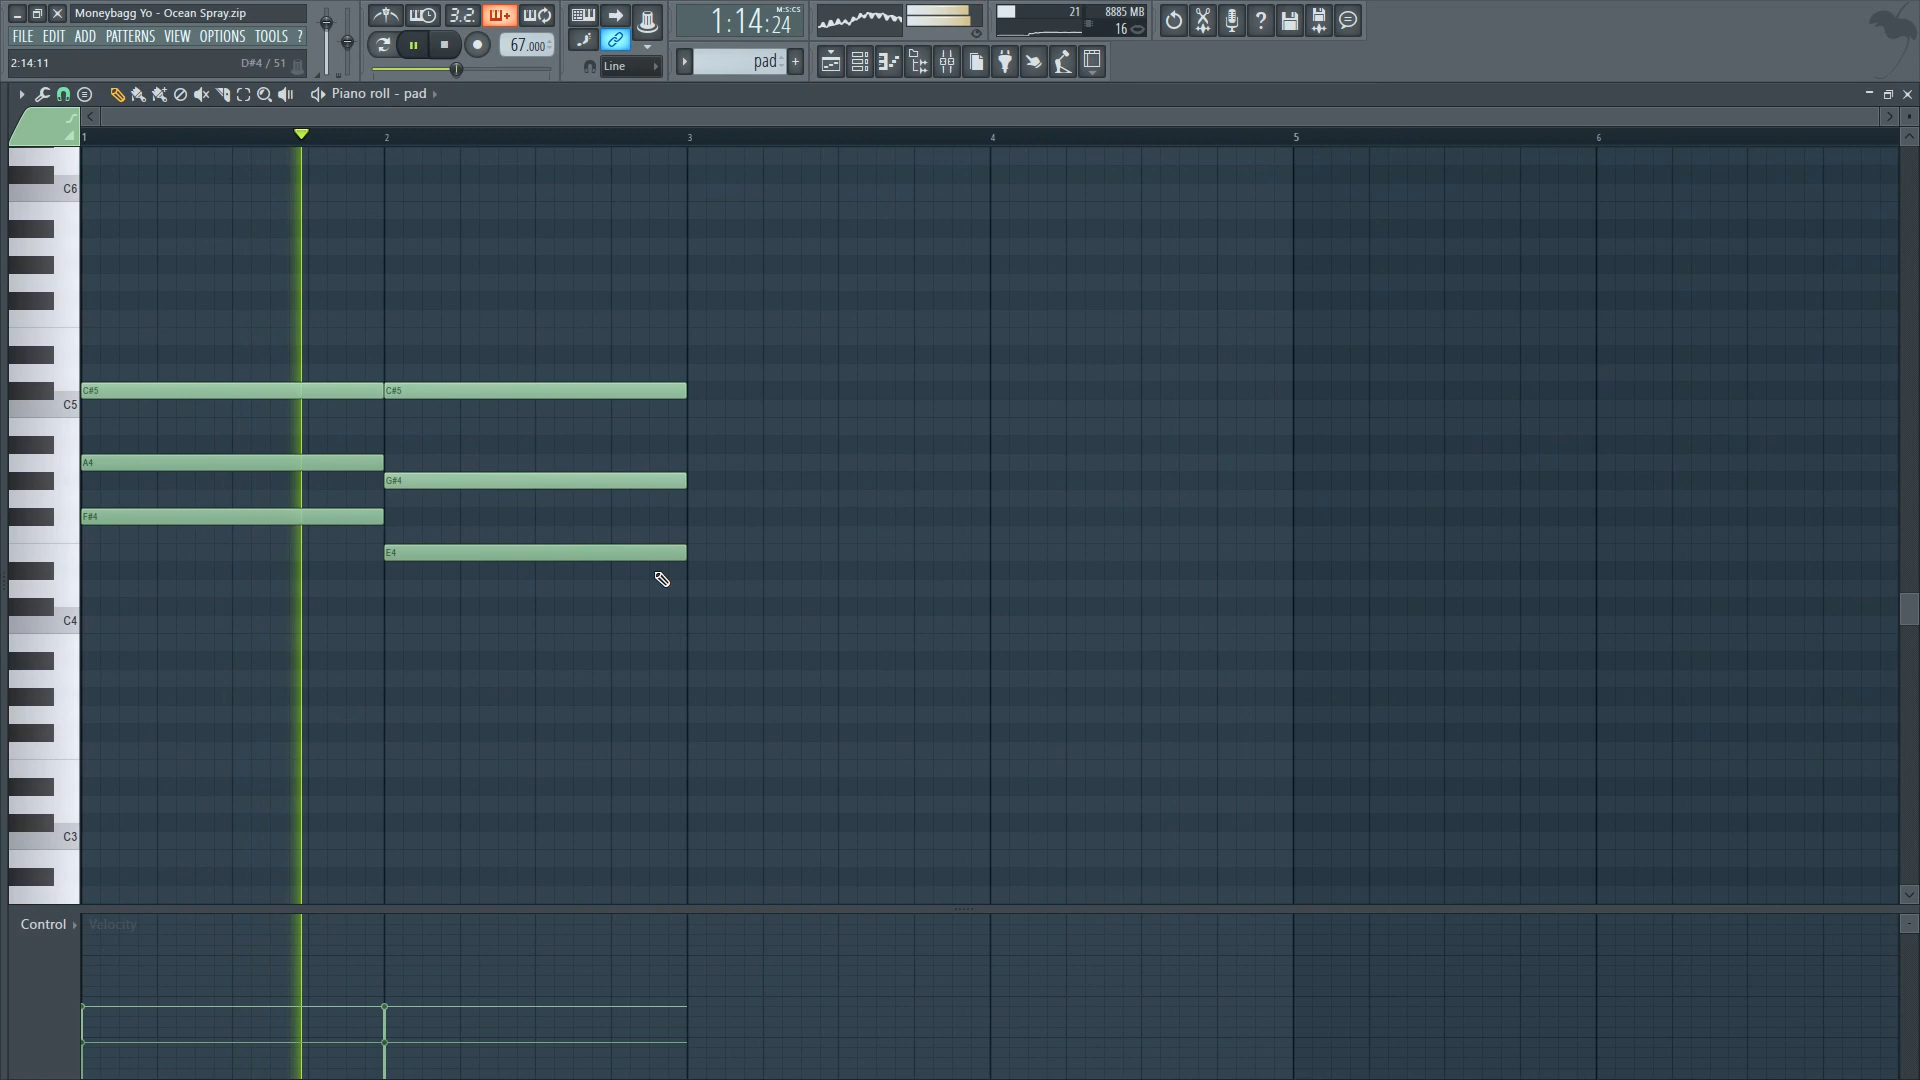 Moneybagg Yo - Ocean Spray.zip
FILE EDIT ADD PATTERNS VIEW OPTIONS TOOLS ?
2:14:11 D#4 / 51
3.2.
67.000
Line
1:14:24 M:S:CS
pad
21 8885 MB
16
Piano roll - pad
1 2 3 4 5 6
C6
C#5 C#5
C5
A4
G#4
F#4
E4
C4
C3
Control Velocity